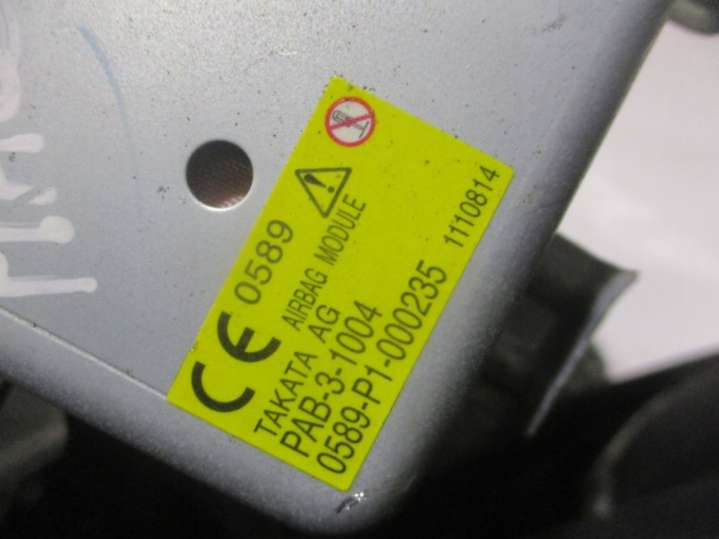 CE 0589
AIRBAG MODULE
TAKATA AG
PAB-3-1004
0589-P1-000235 1110814